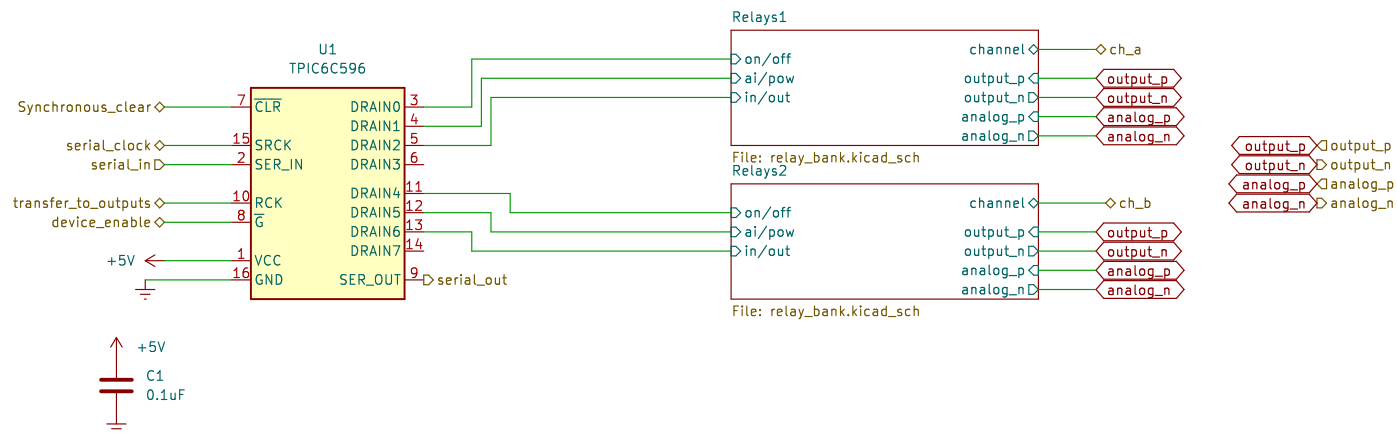 U1
TPIC6C596
Synchronous_clear
serial_clock
serial_in
transfer_to_outputs
device_enable
+5V
7
15
2
10
8
1
16
CLR
SRCK
SER_IN
RCK
G
VCC
GND
DRAIN0
DRAIN1
DRAIN2
DRAIN3
DRAIN4
DRAIN5
DRAIN6
DRAIN7
SER_OUT
3
4
5
6
11
12
13
14
9
serial_out
+5V
C1
0.1uF
Relays1
on/off
ai/pow
in/out
channel
output_p
output_n
analog_p
analog_n
File: relay_bank.kicad_sch
ch_a
output_p
output_n
analog_p
analog_n
Relays2
on/off
ai/pow
in/out
channel
output_p
output_n
analog_p
analog_n
File: relay_bank.kicad_sch
ch_b
output_p
output_n
analog_p
analog_n
output_p output_p
output_n output_n
analog_p analog_p
analog_n analog_n